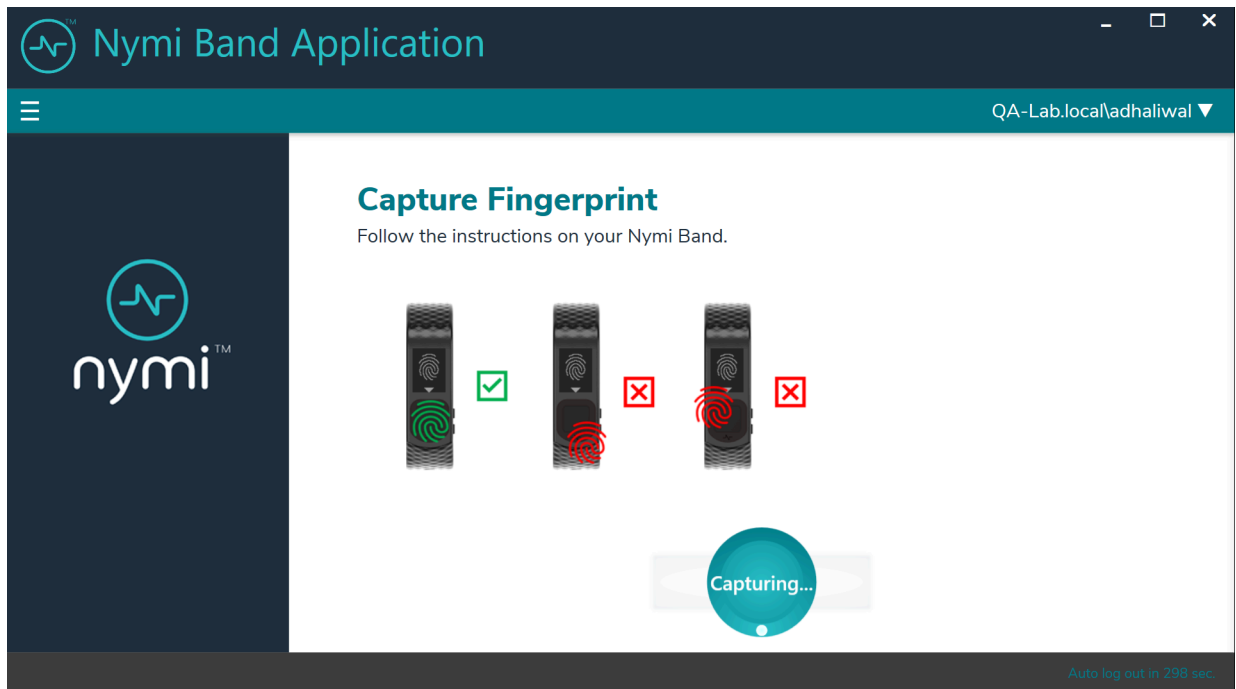 Nymi Band Application
TM
QA-Lab.local\adhaliwal
Capture Fingerprint
Follow the instructions on your Nymi Band.
nymi™
Capturing...
Auto log out in 298 sec.